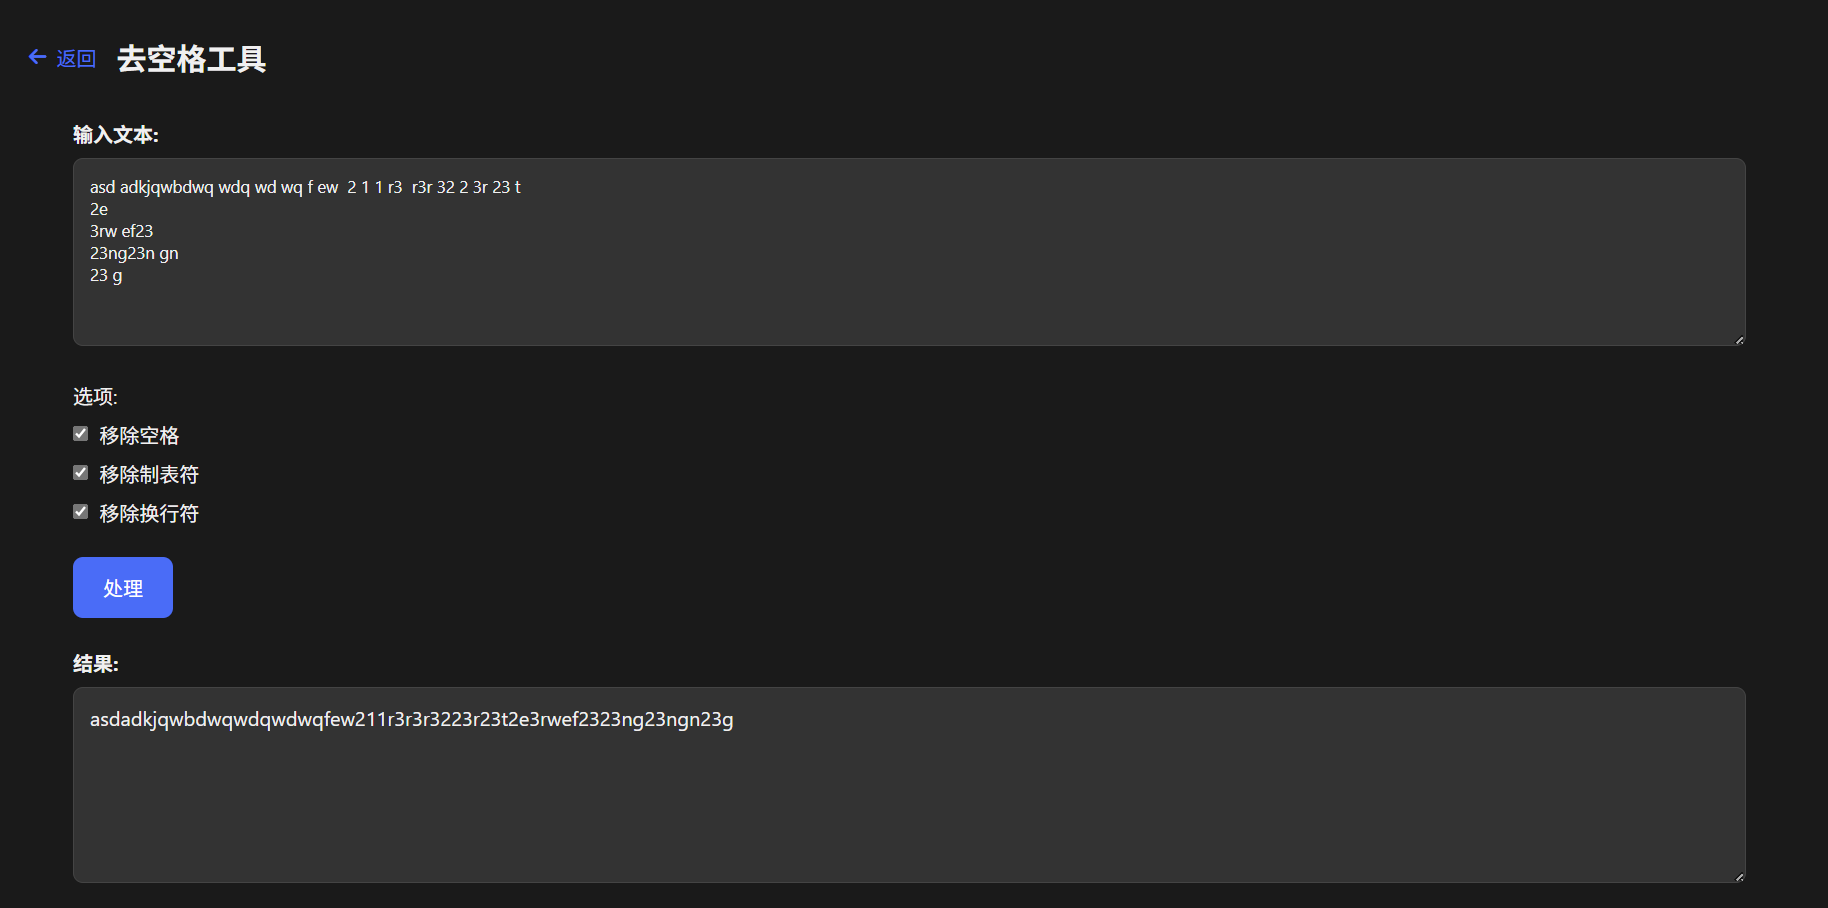 返回 去空格工具
输入文本:
asd adkjqwbdwq wdq wd wq f ew  2 1 1 r3  r3r 32 2 3r 23 t
2e
3rw ef23
23ng23n gn
23 g
选项:
移除空格
移除制表符
移除换行符
处理
结果:
asdadkjqwbdwqwdqwdwqfew211r3r3r3223r23t2e3rwef2323ng23ngn23g